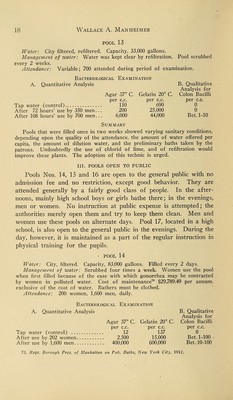 18 WALLACE A. MANHEIMER
POOL 13
Water: City filtered, refiltered. Capacity, 33,000 gallons.
Management of water: Water was kept clear by refiltration. Pool scrubbed
every 2 weeks.
Attendance: Variable; 700 attended during period of examination.
BACTERIOLOGICAL EXAMINATION
A. Quantitative Analysis B. Qualitative
Analysis for
Agar 37° C. Gelatin 20° C. Colon Bacilli
per c.c. per c.c. per c.c.
Tap water (control) 110 690 0
After 72 hours' use by 350 men 200 25,000 0
After 108 hours' use by 700 men 6,000 44,000 Bet. 1-10
SUMMARY
Pools that were filled once in two weeks showed varying sanitary conditions,
depending upon the quality of the attendance, the amount of water offered per
capita, the amount of dilution water, and the preliminary baths taken by the
patrons. Undoubtedly the use of chlorid of lime, and of refiltration would
improve these plants. The adoption of this technic is urged.
III. POOLS OPEN TO PUBLIC
Pools Nos. 14, 15 and 16 are open to the general public with no
admission fee and no restriction, except good behavior. They are
attended generally by a fairly good class of people. In the after-
noons, mainly high school boys or girls bathe there; in the evenings,
men or women. No instruction at public expense is attempted; the
authorities merely open them and try to keep them clean. Men and
women use these pools on alternate days. Pool 17, located in a high
school, is also open to the general public in the evenings. During the
day, however, it is maintained as a part of the regular instruction in
physical training for the pupils.
POOL 14
Water: City, filtered. Capacity, 83,000 gallons. Filled every 2 days.
Management of water: Scrubbed four times a week. Women use the pool
when first filled because of the ease with which gonorrhea may be contracted
by women in polluted water. Cost of maintenance $29,789.49 per annum.
exclusive of the cost of water. Bathers must be clothed.
Attendance: 200 women, 1,600 men, daily.
BACTERIOLOGICAL EXAMINATION
A. Quantitative Analysis B. Qualitative
Analysis for
Agar 37° C. Gelatin 20° C. Colon Bacilli
per c.c. per c.c. per c.c.
Tap water (control) 12 137 0
After use by 202 women 2,500 15,000 Bet. 1-100
After use by 1,600 men 400,000 600,000 Bet. 10-100
71. Rept. Borough Pres. of Manhattan on Pub. Baths, New York City, 1912.